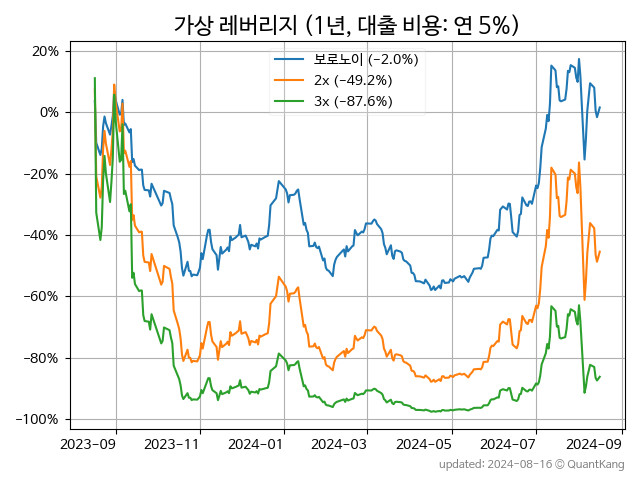 가상 레버리지 (1년, 대출 비용: 연 5%)
보로노이 (-2.0%)
2x (-49.2%)
3x (-87.6%)
20%
0%
-20%
-40%
-60%
-80%
-100%
2023-09 2023-11 2024-01 2024-03 2024-05 2024-07 2024-09
updated: 2024-08-16 © QuantKang